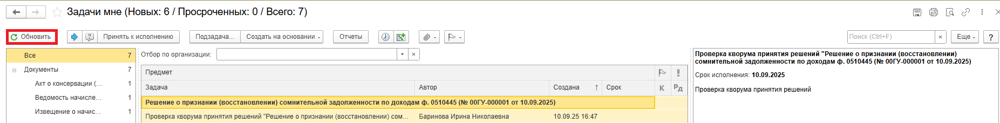 Задачи мне (Новых: 6 / Просроченных: 0 / Всего: 7)
Обновить Принять к исполнению Подзадача... Создать на основании Отчеты Поиск (Ctrl+F) × Еще ?
Все 7
Документы 7
Акт о консервации (... 1
Ведомость начисле... 1
Извещение о начис... 1
Отбор по организации:
Предмет
Задача Автор Создана ↑ Срок К Рд
Решение о признании (восстановлении) сомнительной задолженности по доходам ф. 0510445 (№ 00ГУ-000001 от 10.09.2025)
Проверка кворума принятия решений "Решение о признании (восстановлении) сом... Баринова Ирина Николаевна 10.09.25 16:47
Проверка кворума принятия решений "Решение о признании (восстановлении)
сомнительной задолженности по доходам ф. 0510445 (№ 00ГУ-000001 от 10.09.2025)
Срок исполнения: 10.09.2025
Проверка кворума принятия решений